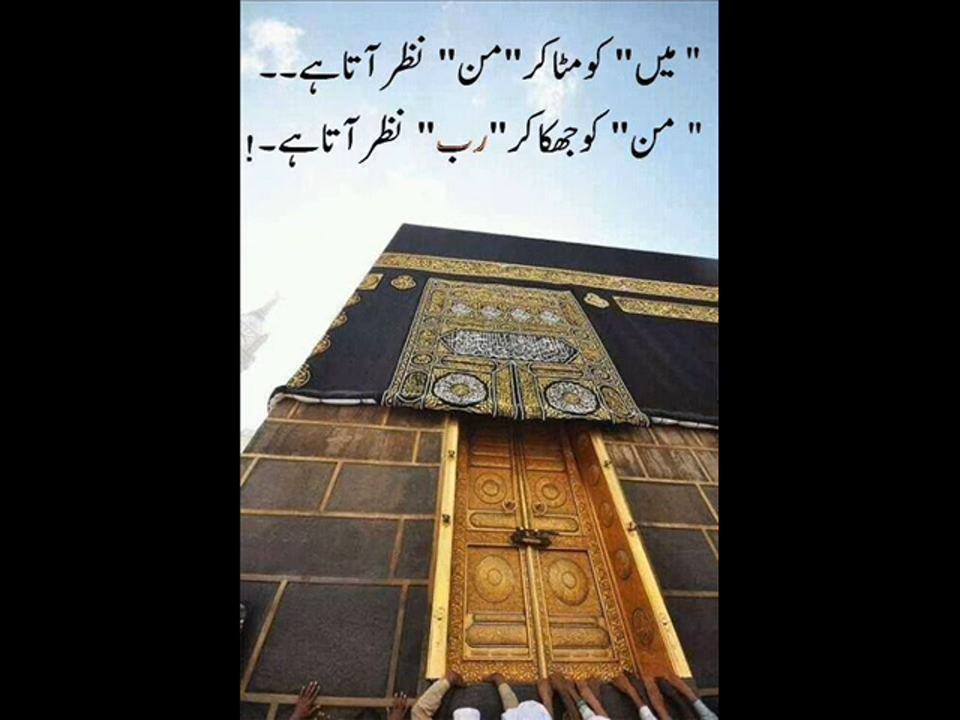 "میں" کو مٹا کر "من" نظر آتا ہے۔۔
"من" کو جھکا کر "رب" نظر آتا ہے۔!